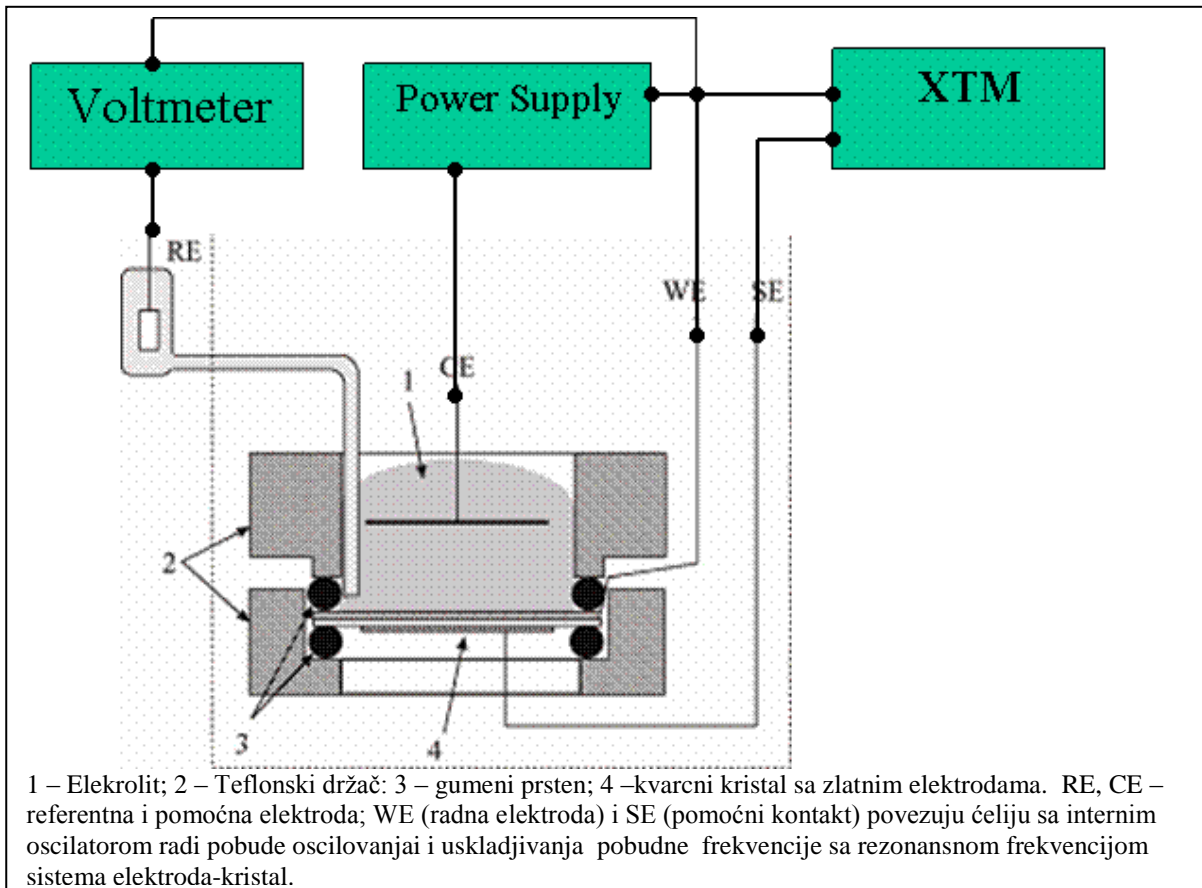 Voltmeter
Power Supply
XTM
RE
WE
SE
CE
1
2
3
4
1 – Elekrolit; 2 – Teflonski držač: 3 – gumeni prsten; 4 –kvarcni kristal sa zlatnim elektrodama. RE, CE –
referentna i pomoćna elektroda; WE (radna elektroda) i SE (pomoćni kontakt) povezuju ćeliju sa internim
oscilatorom radi pobude oscilovanjai i uskladjivanja pobudne frekvencije sa rezonansnom frekvencijom
sistema elektroda-kristal.